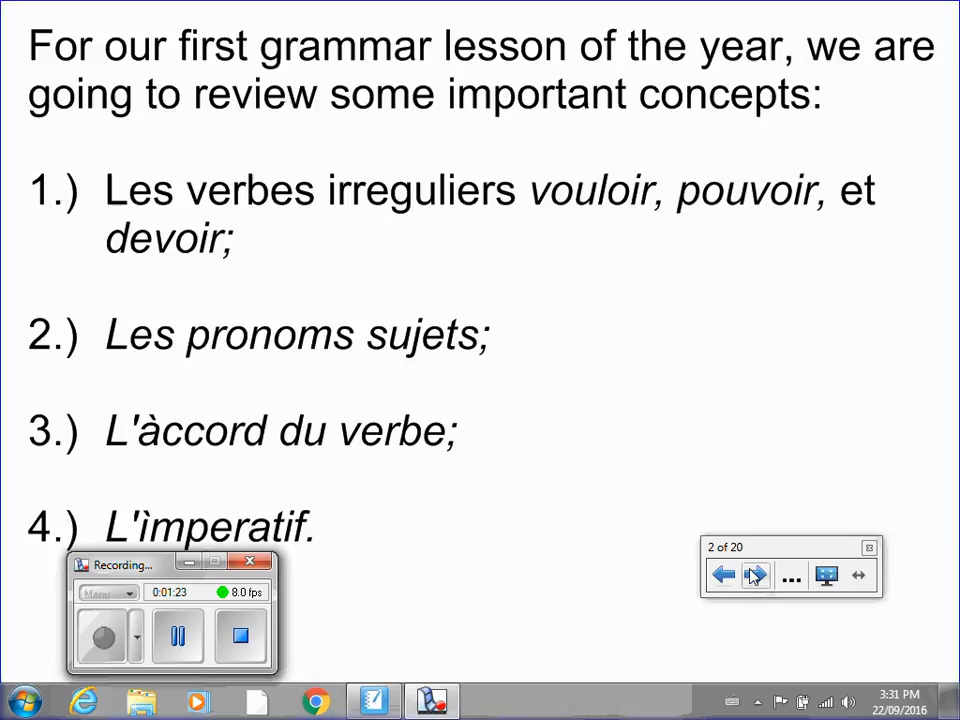 For our first grammar lesson of the year, we are
going to review some important concepts:
1.) Les verbes irreguliers vouloir, pouvoir, et
devoir;
2.) Les pronoms sujets;
3.) L'àccord du verbe;
4.) L'ìmperatif.
Recording...
Menu
0:01:23
8.0 fps
2 of 20
...
3:31 PM
22/09/2016